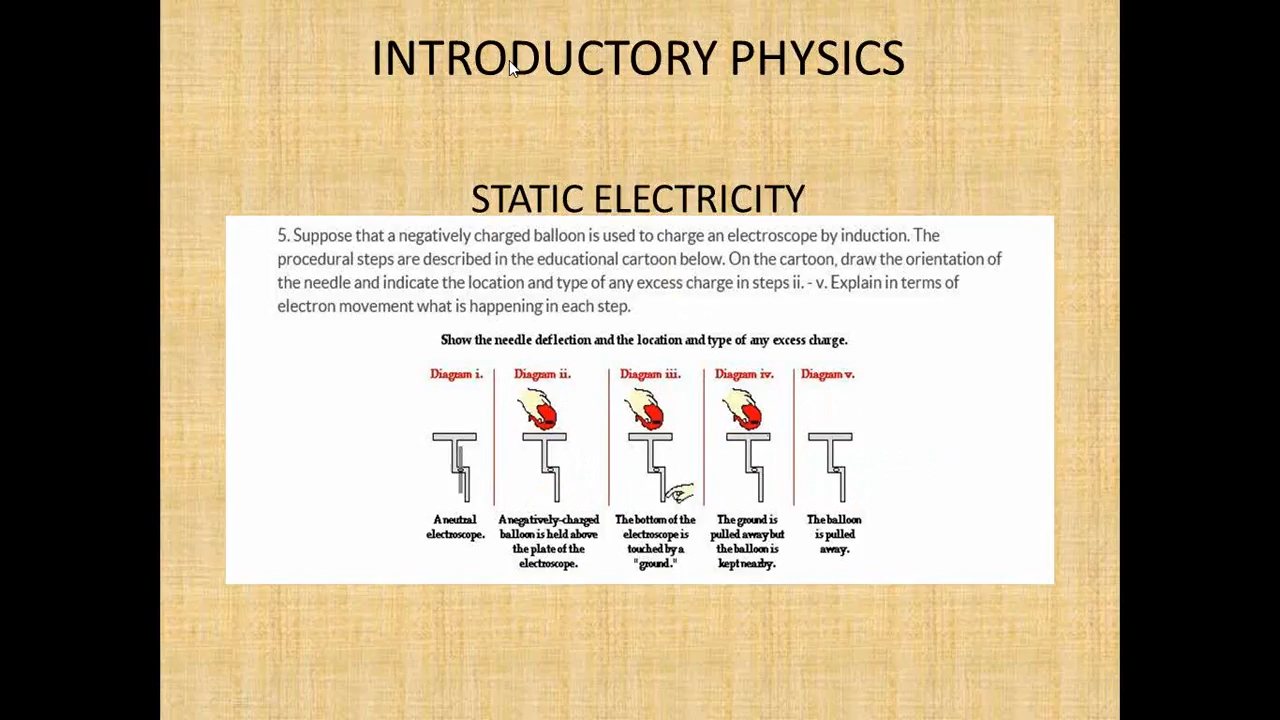 INTRODUCTORY PHYSICS
STATIC ELECTRICITY
5. Suppose that a negatively charged balloon is used to charge an electroscope by induction. The
procedural steps are described in the educational cartoon below. On the cartoon, draw the orientation of
the needle and indicate the location and type of any excess charge in steps ii. - v. Explain in terms of
electron movement what is happening in each step.
Show the needle deflection and the location and type of any excess charge.
Diagram i.
Diagram ii.
Diagram iii.
Diagram iv.
Diagram v.
A neutral
electroscope.
A negatively-charged
balloon is held above
the plate of the
electroscope.
The bottom of the
electroscope is
touched by a
"ground."
The ground is
pulled away but
the balloon is
kept nearby.
The balloon
is pulled
away.